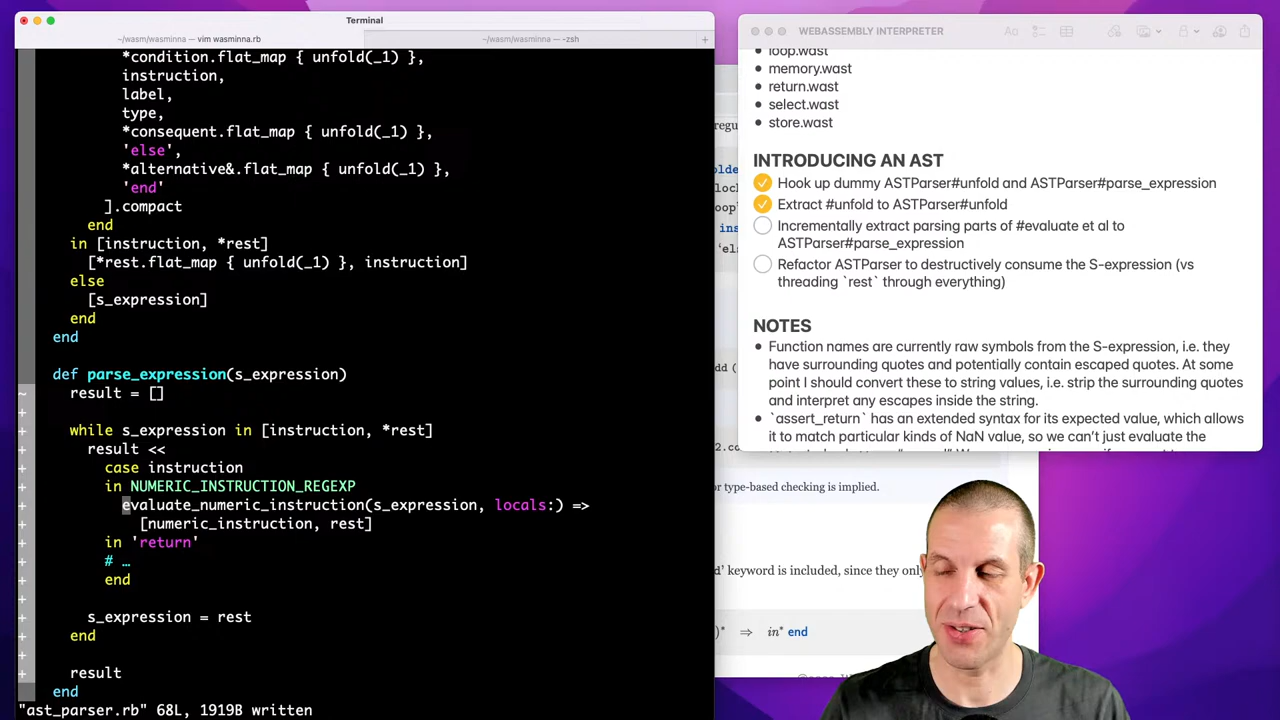 Terminal
~/wasm/wasminna — vim wasminna.rb
~/wasm/wasminna — -zsh
+
*condition.flat_map { unfold(_1) },
instruction,
label,
type,
*consequent.flat_map { unfold(_1) },
'else',
*alternative&.flat_map { unfold(_1) },
'end'
].compact
end
in [instruction, *rest]
[*rest.flat_map { unfold(_1) }, instruction]
else
[s_expression]
end
end
def parse_expression(s_expression)
~ result = []
+
+ while s_expression in [instruction, *rest]
+ result <<
+ case instruction
+ in NUMERIC_INSTRUCTION_REGEXP
+ evaluate_numeric_instruction(s_expression, locals:) =>
+ [numeric_instruction, rest]
+ in 'return'
+ # …
+ end
+
+ s_expression = rest
+ end
+
+ result
end
"ast_parser.rb" 68L, 1919B written
WEBASSEMBLY INTERPRETER
Aa
• loop.wast
• memory.wast
• return.wast
• select.wast
• store.wast
INTRODUCING AN AST
Hook up dummy ASTParser#unfold and ASTParser#parse_expression
Extract #unfold to ASTParser#unfold
Incrementally extract parsing parts of #evaluate et al to
ASTParser#parse_expression
Refactor ASTParser to destructively consume the S-expression (vs
threading `rest` through everything)
NOTES
• Function names are currently raw symbols from the S-expression, i.e. they
have surrounding quotes and potentially contain escaped quotes. At some
point I should convert these to string values, i.e. strip the surrounding quotes
and interpret any escapes inside the string.
• `assert_return` has an extended syntax for its expected value, which allows
it to match particular kinds of NaN value, so we can't just evaluate the
or type-based checking is implied.
d' keyword is included, since they only
)* ⇒ in* end